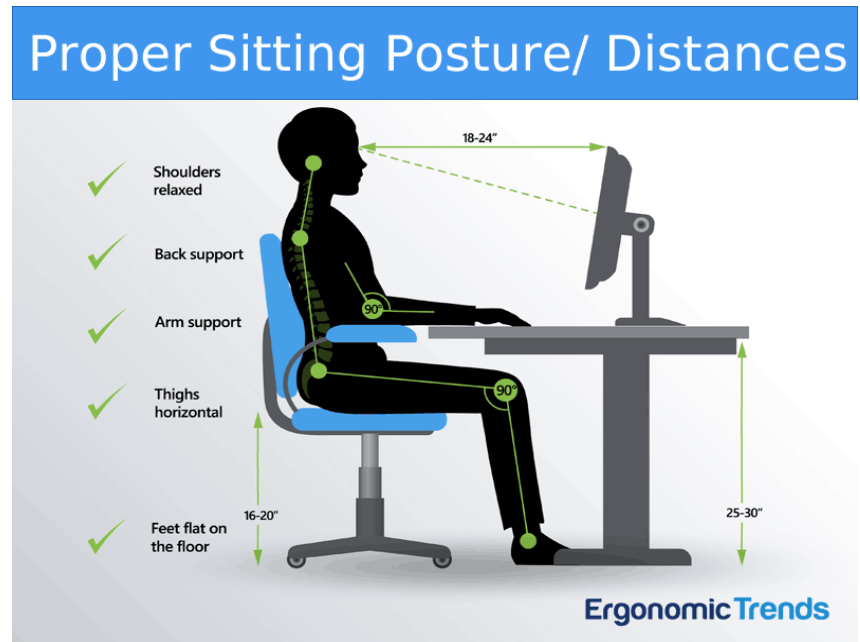 Proper Sitting Posture/ Distances
18-24”
Shoulders
relaxed
Back support
90°
Arm support
Thighs
horizontal
90°
16-20”
25-30”
Feet flat on
the floor
ErgonomicTrends